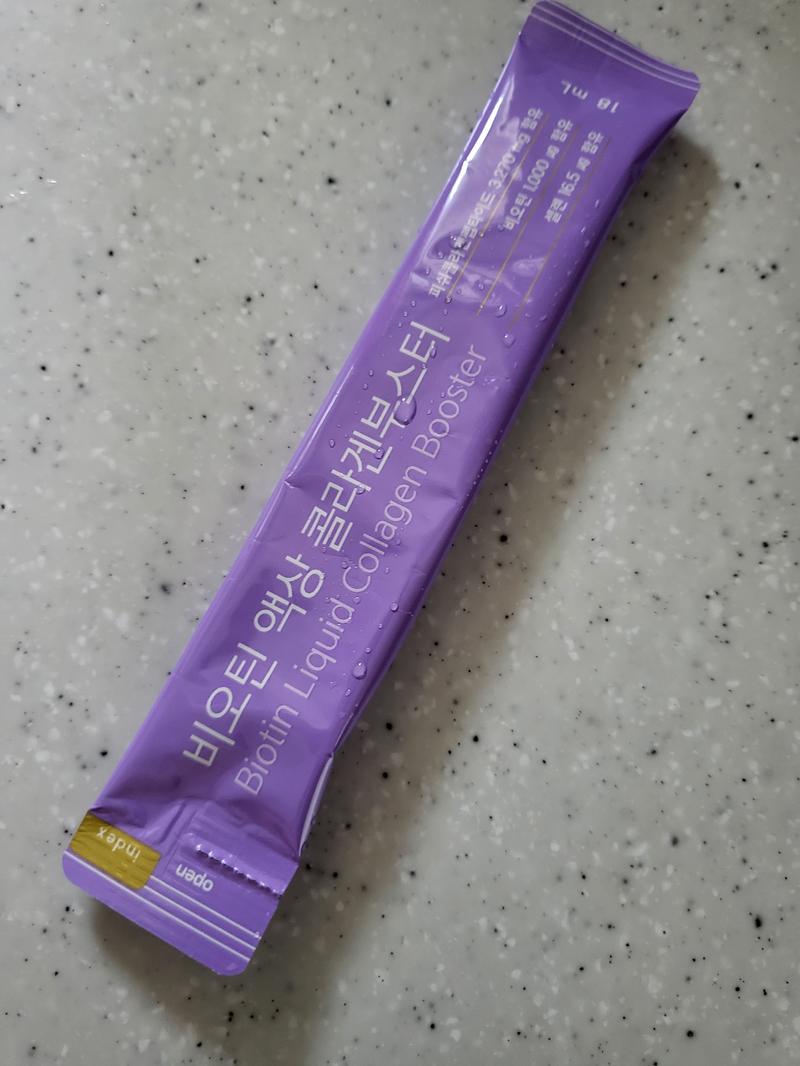 비오틴 액상 콜라겐부스터
Biotin Liquid Collagen Booster
피쉬콜라겐펩타이드 3,270 mg 함유
비오틴 1,000 ㎍ 함유
셀렌 16.5 ㎍ 함유
18 mL
index
open